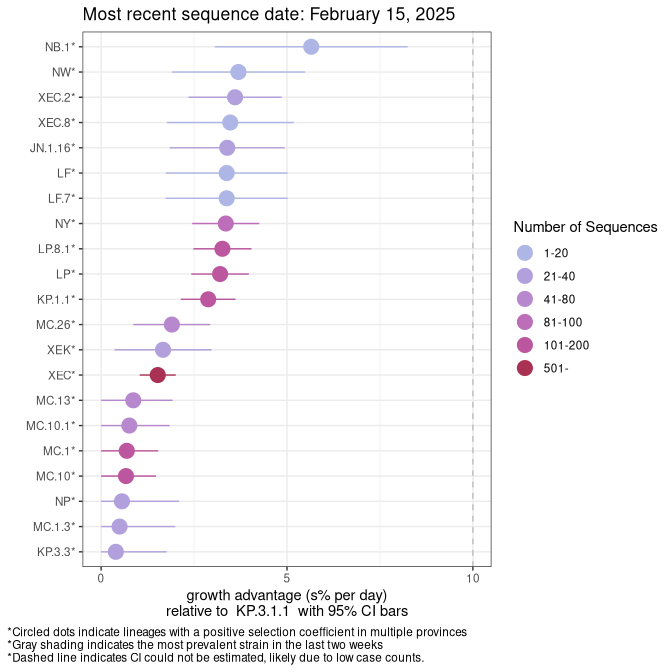 Most recent sequence date: February 15, 2025
NB.1*
NW*
XEC.2*
XEC.8*
JN.1.16*
LF*
LF.7*
NY*
LP.8.1*
LP*
KP.1.1*
MC.26*
XEK*
XEC*
MC.13*
MC.10.1*
MC.1*
MC.10*
NP*
MC.1.3*
KP.3.3*
0 5 10
growth advantage (s% per day)
relative to KP.3.1.1 with 95% CI bars
Number of Sequences
1-20
21-40
41-80
81-100
101-200
501-
*Circled dots indicate lineages with a positive selection coefficient in multiple provinces
*Gray shading indicates the most prevalent strain in the last two weeks
*Dashed line indicates CI could not be estimated, likely due to low case counts.